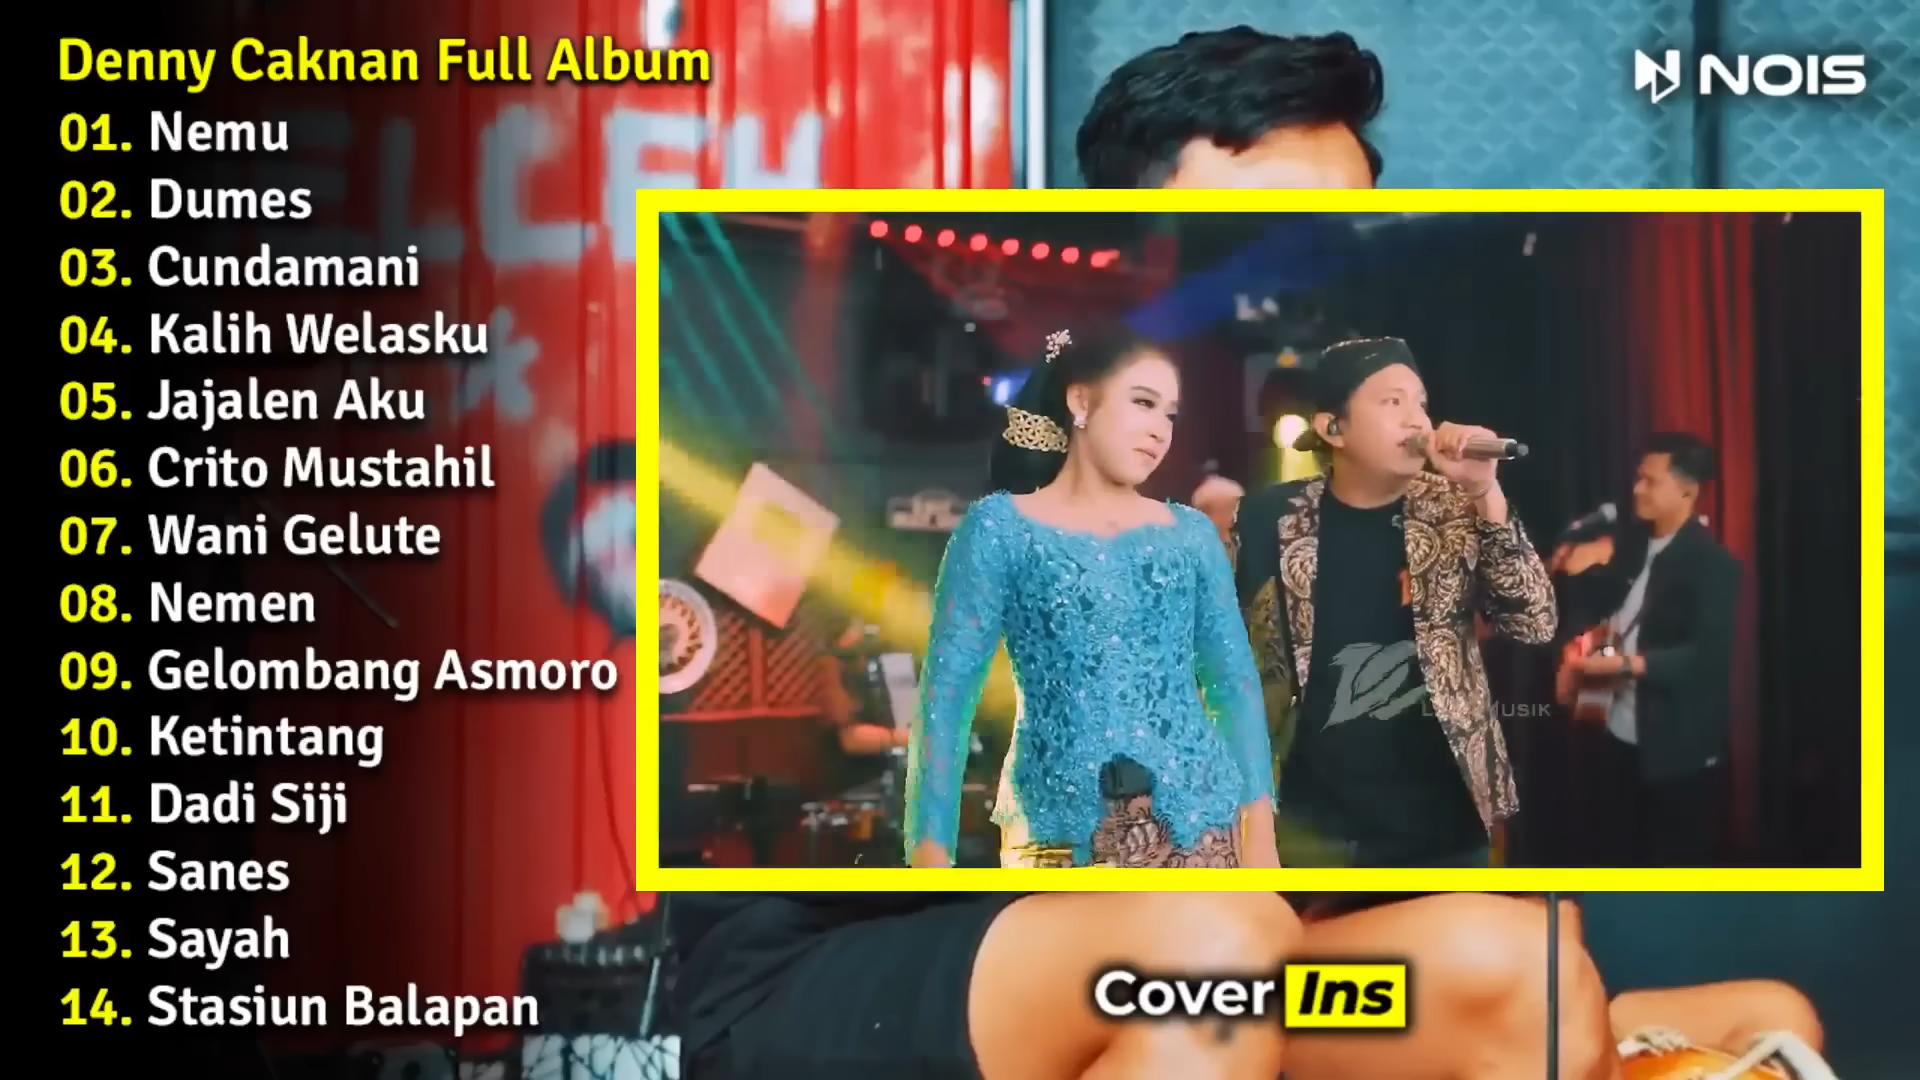 Denny Caknan Full Album
01. Nemu
02. Dumes
03. Cundamani
04. Kalih Welasku
05. Jajalen Aku
06. Crito Mustahil
07. Wani Gelute
08. Nemen
09. Gelombang Asmoro
10. Ketintang
11. Dadi Siji
12. Sanes
13. Sayah
14. Stasiun Balapan
NOIS
Musik
Cover Ins